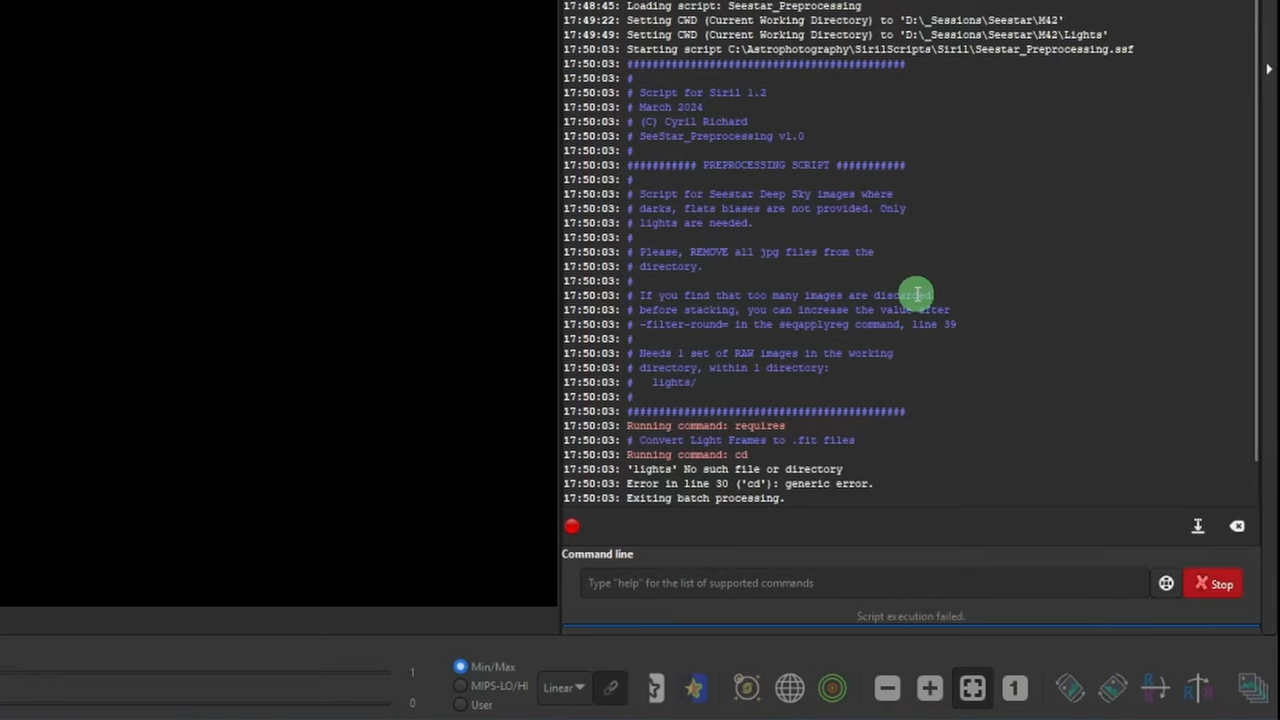 17:48:45: Loading script: Seestar_Preprocessing
17:49:22: Setting CWD (Current Working Directory) to 'D:\_Sessions\Seestar\M42'
17:49:49: Setting CWD (Current Working Directory) to 'D:\_Sessions\Seestar\M42\Lights'
17:50:03: Starting script C:\Astrophotography\SirilScripts\Siril\Seestar_Preprocessing.ssf
17:50:03: ############################################
17:50:03: #
17:50:03: # Script for Siril 1.2
17:50:03: # March 2024
17:50:03: # (C) Cyril Richard
17:50:03: # SeeStar_Preprocessing v1.0
17:50:03: #
17:50:03: ########### PREPROCESSING SCRIPT ###########
17:50:03: #
17:50:03: # Script for Seestar Deep Sky images where
17:50:03: # darks, flats biases are not provided. Only
17:50:03: # lights are needed.
17:50:03: #
17:50:03: # Please, REMOVE all jpg files from the
17:50:03: # directory.
17:50:03: #
17:50:03: # If you find that too many images are discarded
17:50:03: # before stacking, you can increase the value after
17:50:03: # -filter-round= in the seqapplyreg command, line 39
17:50:03: #
17:50:03: # Needs 1 set of RAW images in the working
17:50:03: # directory, within 1 directory:
17:50:03: #   lights/
17:50:03: #
17:50:03: ############################################
17:50:03: Running command: requires
17:50:03: # Convert Light Frames to .fit files
17:50:03: Running command: cd
17:50:03: 'lights' No such file or directory
17:50:03: Error in line 30 ('cd'): generic error.
17:50:03: Exiting batch processing.
Command line
Type "help" for the list of supported commands
Stop
Script execution failed.
1
Min/Max
MIPS-LO/HI
Linear
1
0
User